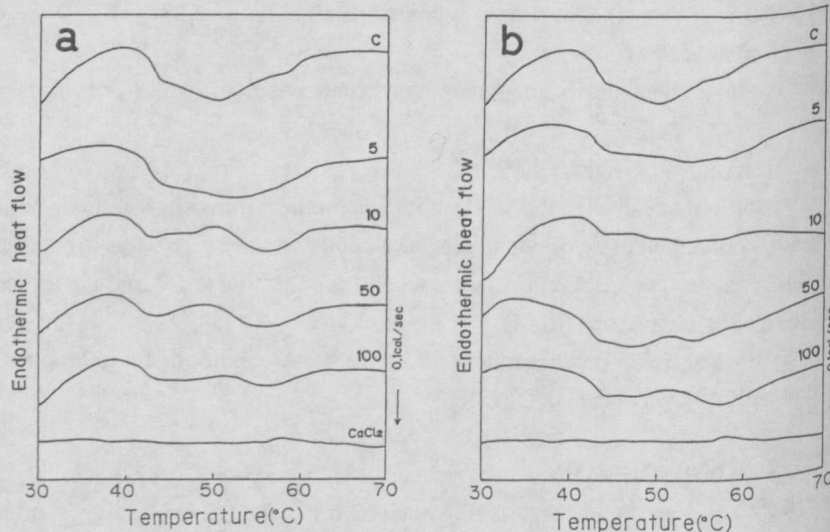 a
C
5
10
50
100
CaCl2
Endothermic heat flow
0.1cal/sec
30 40 50 60 70
Temperature(°C)
b
C
5
10
50
100
Endothermic heat flow
30 40 50 60 70
Temperature(°C)